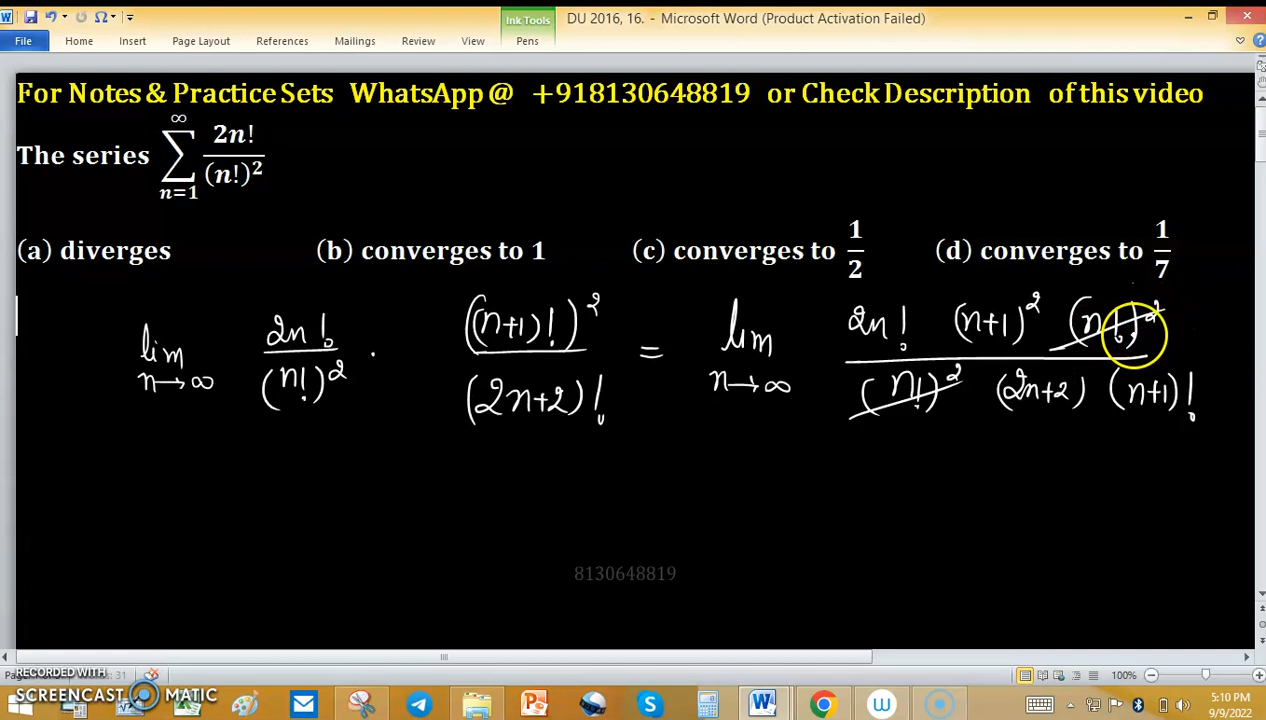 DU 2016, 16. - Microsoft Word (Product Activation Failed)
Ink Tools
File Home Insert Page Layout References Mailings Review View Pens
For Notes & Practice Sets WhatsApp @ +918130648819 or Check Description of this video
The series ∑_{n=1}^{∞} 2n!/(n!)²
(a) diverges (b) converges to 1 (c) converges to 1/2 (d) converges to 1/7
lim_{n→∞} 2n!/(n!)² · ((n+1)!)²/(2n+2)! = lim_{n→∞} 2n! (n+1)² (n!)²/(n!)² (2n+2) (n+1)!
8130648819
RECORDED WITH
SCREENCAST MATIC
31
100%
5:10 PM
9/9/2022